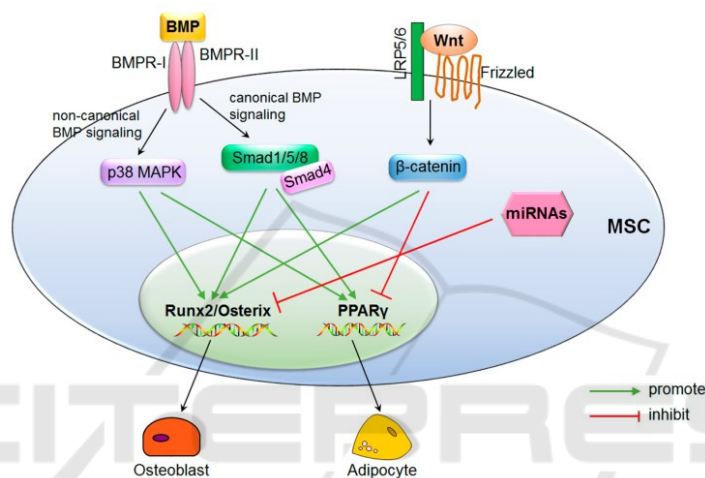 BMP
BMPR-I
BMPR-II
LRP5/6
Wnt
Frizzled
non-canonical
BMP signaling
canonical BMP
signaling
p38 MAPK
Smad1/5/8
Smad4
β-catenin
miRNAs
MSC
Runx2/Osterix
PPARγ
promote
inhibit
Osteoblast
Adipocyte